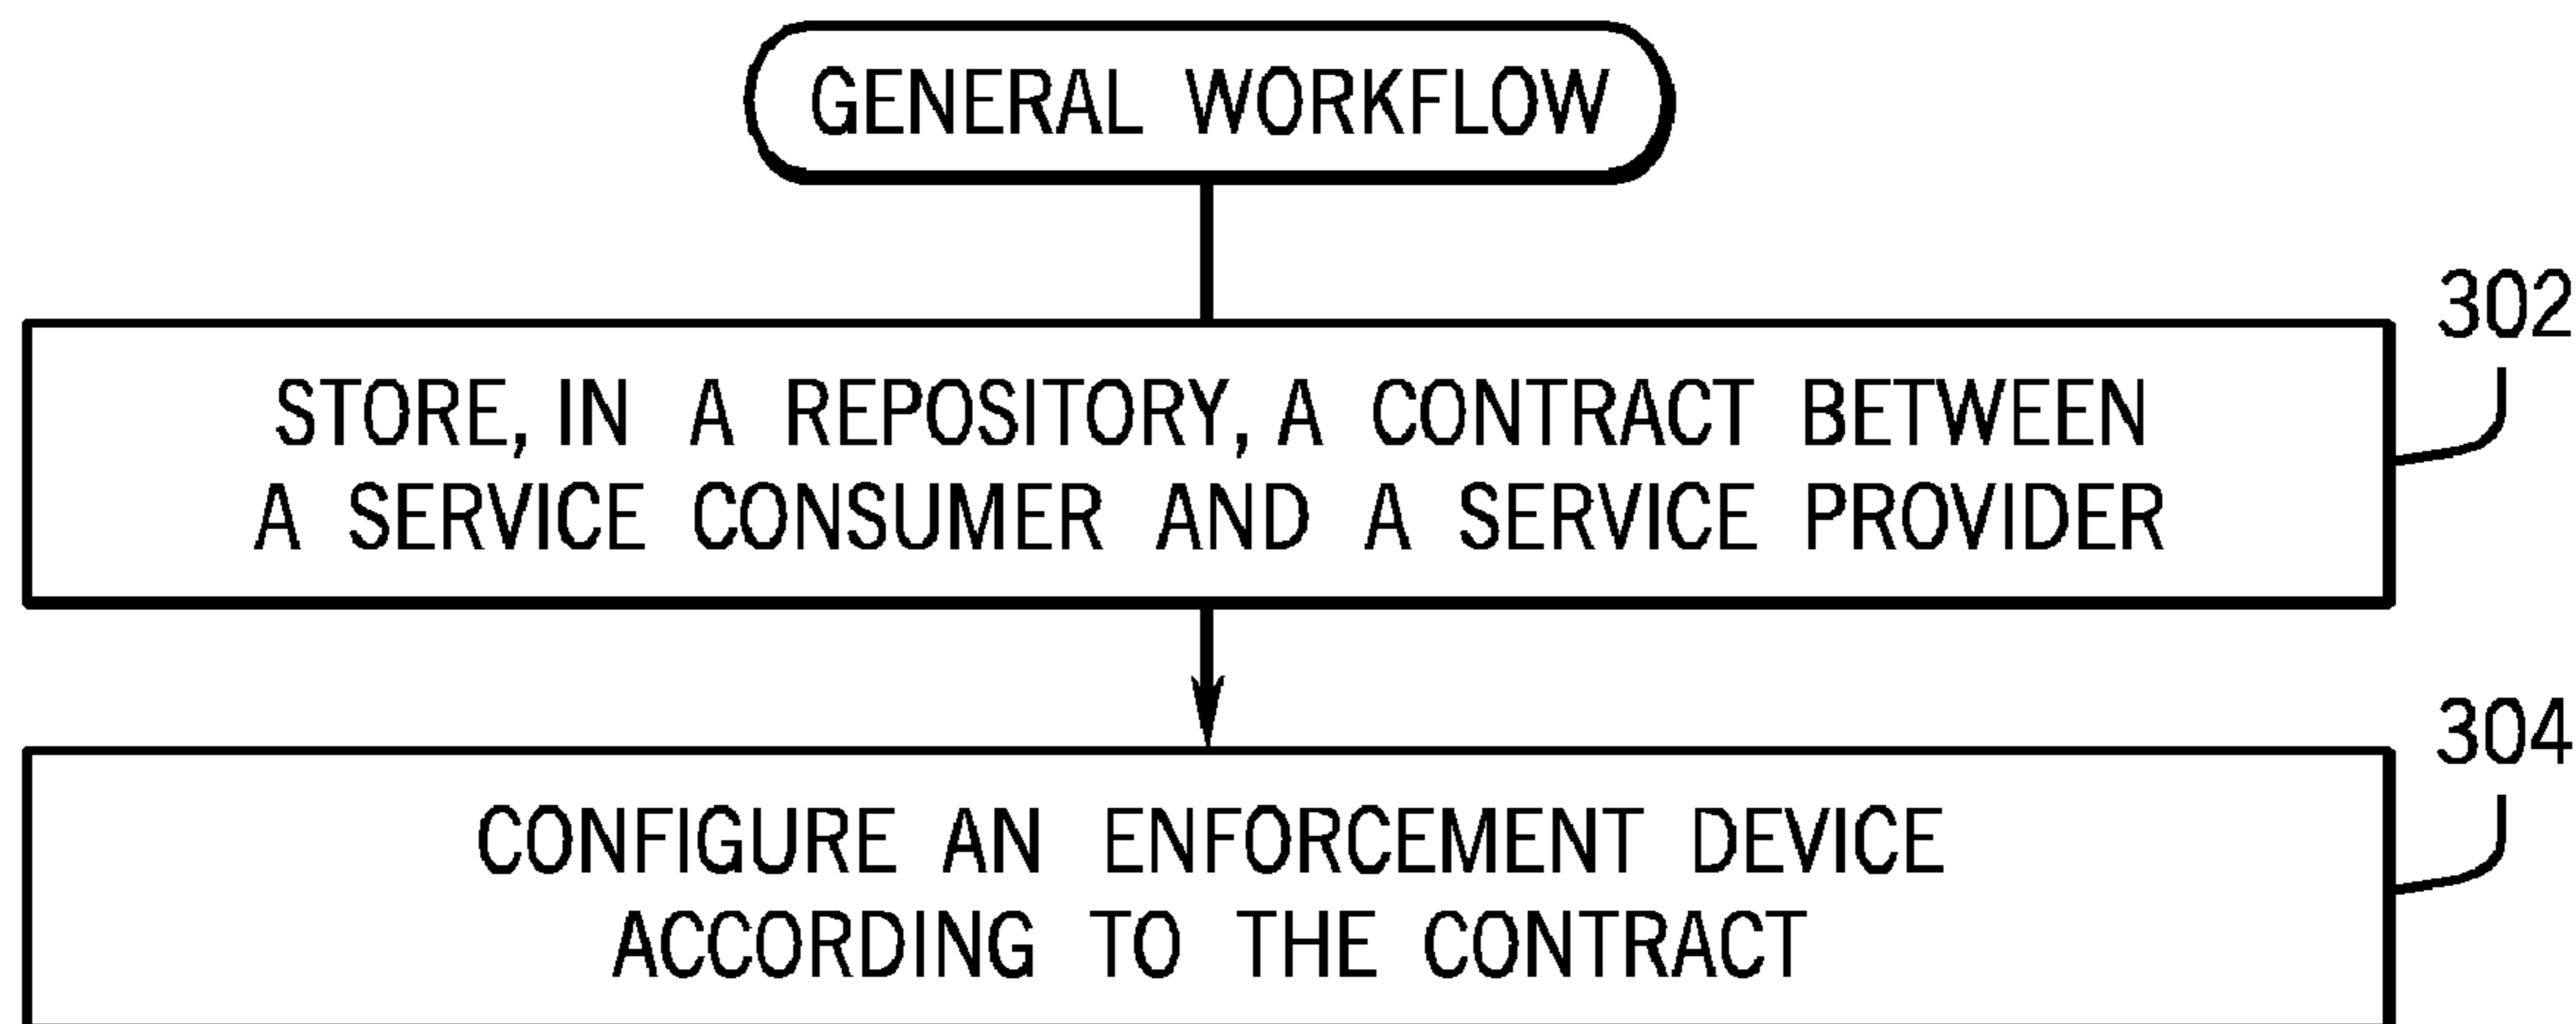 GENERAL WORKFLOW
302
STORE, IN A REPOSITORY, A CONTRACT BETWEEN
A SERVICE CONSUMER AND A SERVICE PROVIDER
304
CONFIGURE AN ENFORCEMENT DEVICE
ACCORDING TO THE CONTRACT